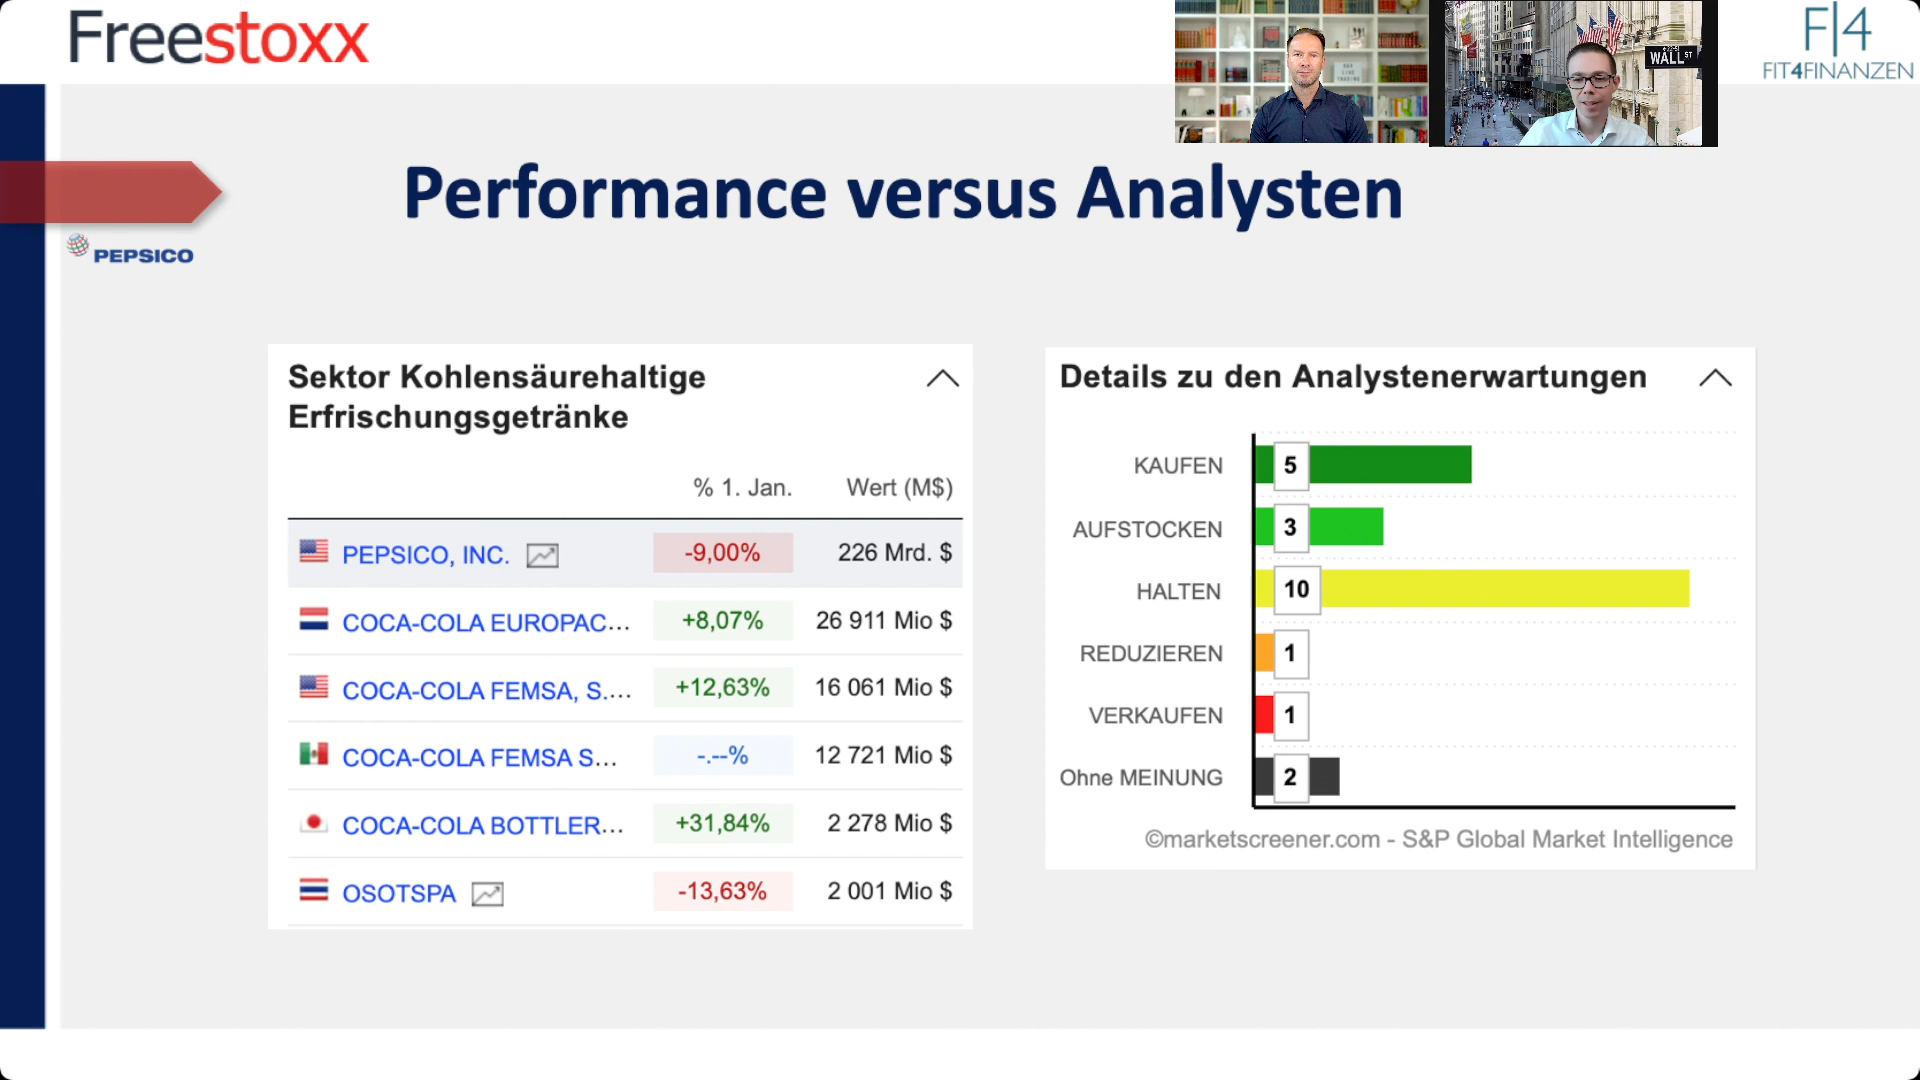 Freestoxx
WALL ST
F|4
FIT4FINANZEN
Performance versus Analysten
PEPSICO
Sektor Kohlensäurehaltige
Erfrischungsgetränke
% 1. Jan. Wert (M$)
PEPSICO, INC. -9,00% 226 Mrd. $
COCA-COLA EUROPAC... +8,07% 26 911 Mio $
COCA-COLA FEMSA, S.... +12,63% 16 061 Mio $
COCA-COLA FEMSA S... -.--% 12 721 Mio $
COCA-COLA BOTTLER... +31,84% 2 278 Mio $
OSOTSPA -13,63% 2 001 Mio $
Details zu den Analystenerwartungen
KAUFEN 5
AUFSTOCKEN 3
HALTEN 10
REDUZIEREN 1
VERKAUFEN 1
Ohne MEINUNG 2
©marketscreener.com - S&P Global Market Intelligence